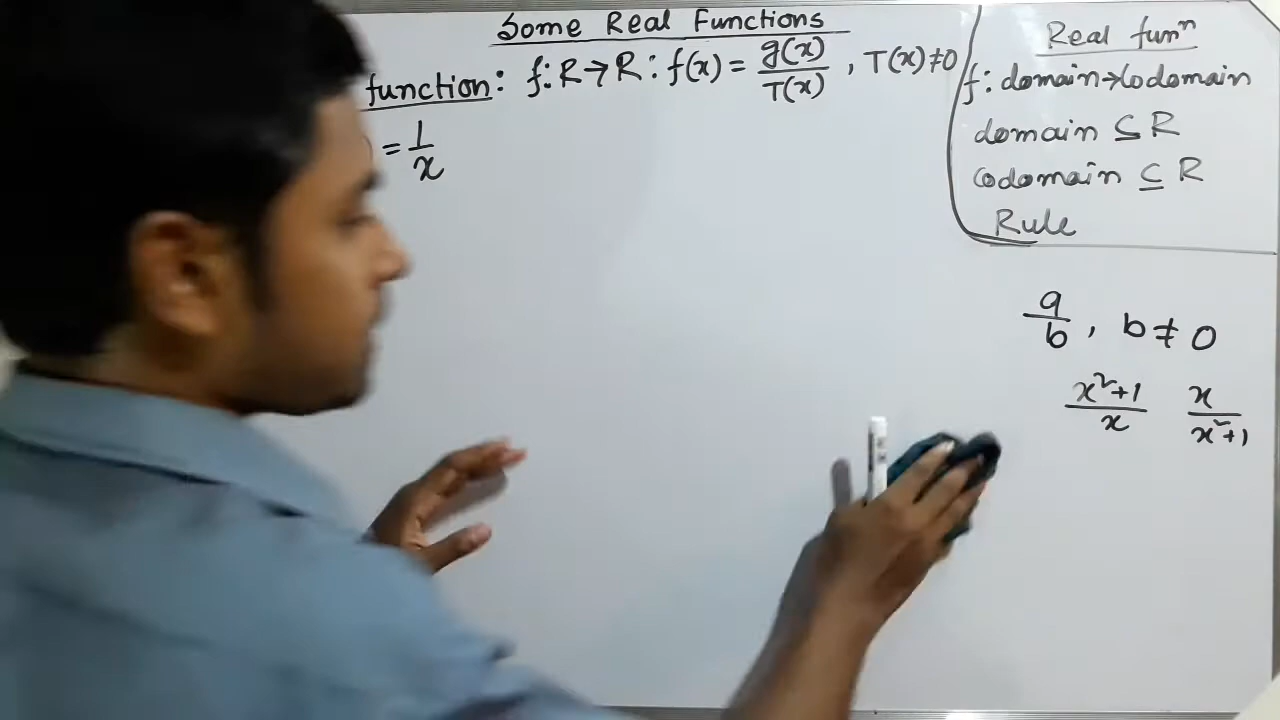 Some Real Functions
function: f: R→R : f(x) = g(x)/T(x) , T(x)≠0
) = 1/x
Real funⁿ
f: domain→Codomain
domain ⊆ R
Codomain ⊆ R
Rule
a/b , b ≠ 0
x²+1/x x/x²+1